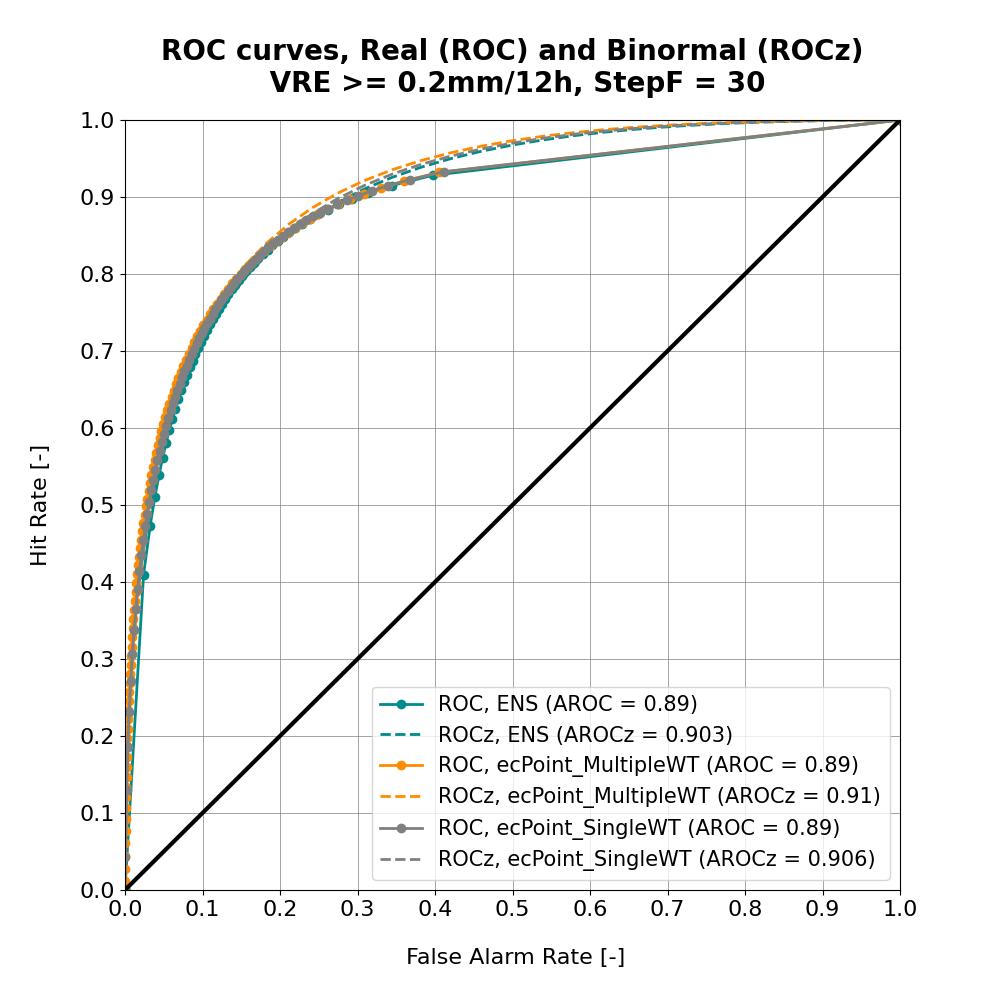 ROC curves, Real (ROC) and Binormal (ROCz)
VRE >= 0.2mm/12h, StepF = 30
1.0
0.9
0.8
0.7
0.6
0.5
0.4
0.3
0.2
0.1
0.0
Hit Rate [-]
ROC, ENS (AROC = 0.89)
ROCz, ENS (AROCz = 0.903)
ROC, ecPoint_MultipleWT (AROC = 0.89)
ROCz, ecPoint_MultipleWT (AROCz = 0.91)
ROC, ecPoint_SingleWT (AROC = 0.89)
ROCz, ecPoint_SingleWT (AROCz = 0.906)
0.0 0.1 0.2 0.3 0.4 0.5 0.6 0.7 0.8 0.9 1.0
False Alarm Rate [-]